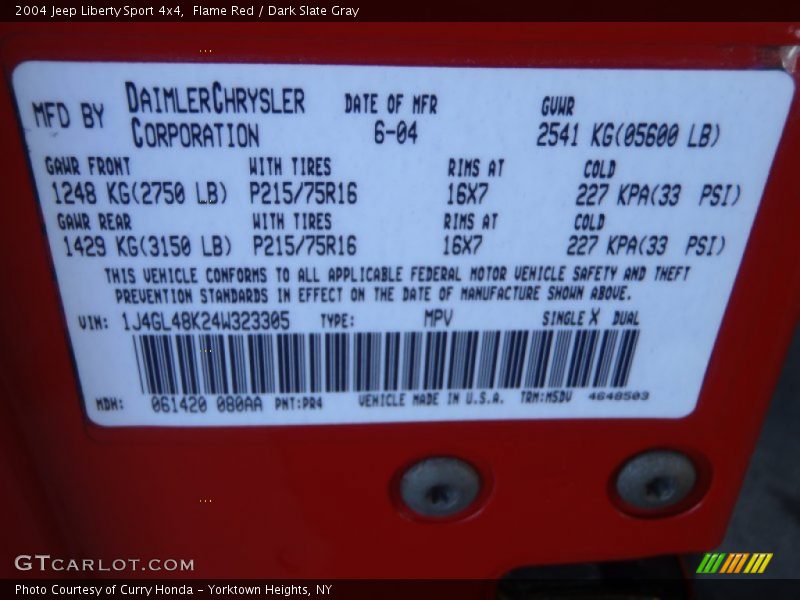 2004 Jeep Liberty Sport 4x4,  Flame Red / Dark Slate Gray
MFD BY DAIMLERCHRYSLER CORPORATION
DATE OF MFR 6-04
GVWR 2541 KG(05600 LB)
GAWR FRONT WITH TIRES RIMS AT COLD
1248 KG(2750 LB) P215/75R16 16X7 227 KPA(33 PSI)
GAWR REAR WITH TIRES RIMS AT COLD
1429 KG(3150 LB) P215/75R16 16X7 227 KPA(33 PSI)
THIS VEHICLE CONFORMS TO ALL APPLICABLE FEDERAL MOTOR VEHICLE SAFETY AND THEFT
PREVENTION STANDARDS IN EFFECT ON THE DATE OF MANUFACTURE SHOWN ABOVE.
VIN: 1J4GL48K24W323305 TYPE: MPV SINGLE X DUAL
MDH: 061420 080AA PNT:PR4 VEHICLE MADE IN U.S.A. TRM:M5DV 4648503
GTCARLOT.COM
Photo Courtesy of Curry Honda - Yorktown Heights, NY